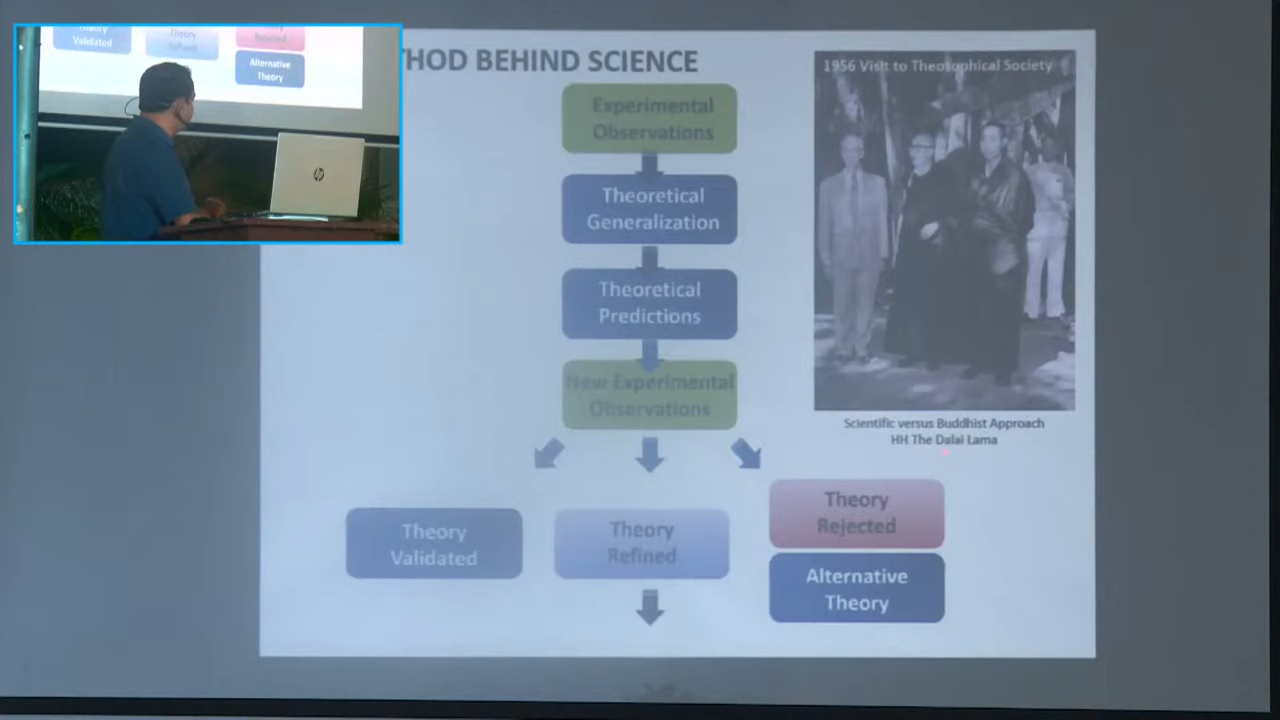 Theory
Validated
Theory
Refined
Rejected
Alternative
Theory
hp
THOD BEHIND SCIENCE
Experimental
Observations
Theoretical
Generalization
Theoretical
Predictions
New Experimental
Observations
Theory
Validated
Theory
Refined
Theory
Rejected
Alternative
Theory
1956 Visit to Theosophical Society
Scientific versus Buddhist Approach
HH The Dalai Lama